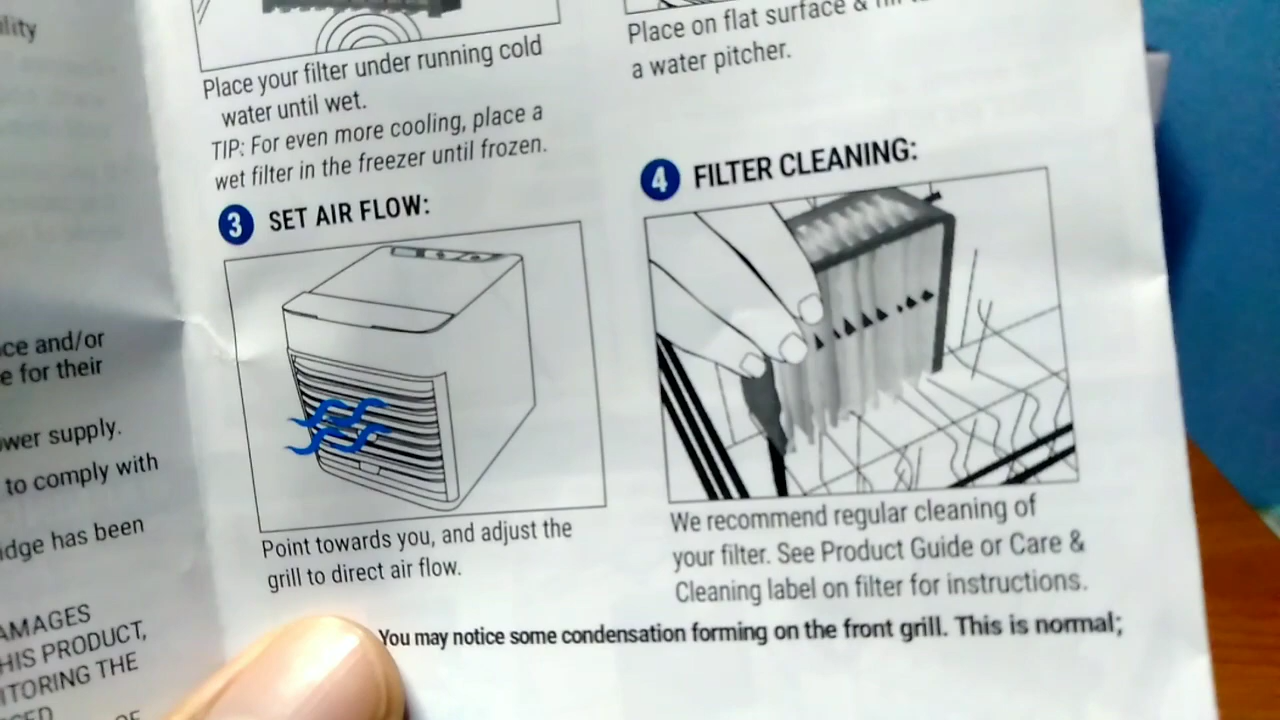 ality
ce and/or
e for their
wer supply.
to comply with
idge has been
AMAGES
HIS PRODUCT,
ITORING THE
OF
Place your filter under running cold
water until wet.
TIP: For even more cooling, place a
wet filter in the freezer until frozen.
Place on flat surface &
a water pitcher.
3 SET AIR FLOW:
Point towards you, and adjust the
grill to direct air flow.
4 FILTER CLEANING:
We recommend regular cleaning of
your filter. See Product Guide or Care &
Cleaning label on filter for instructions.
You may notice some condensation forming on the front grill. This is normal;